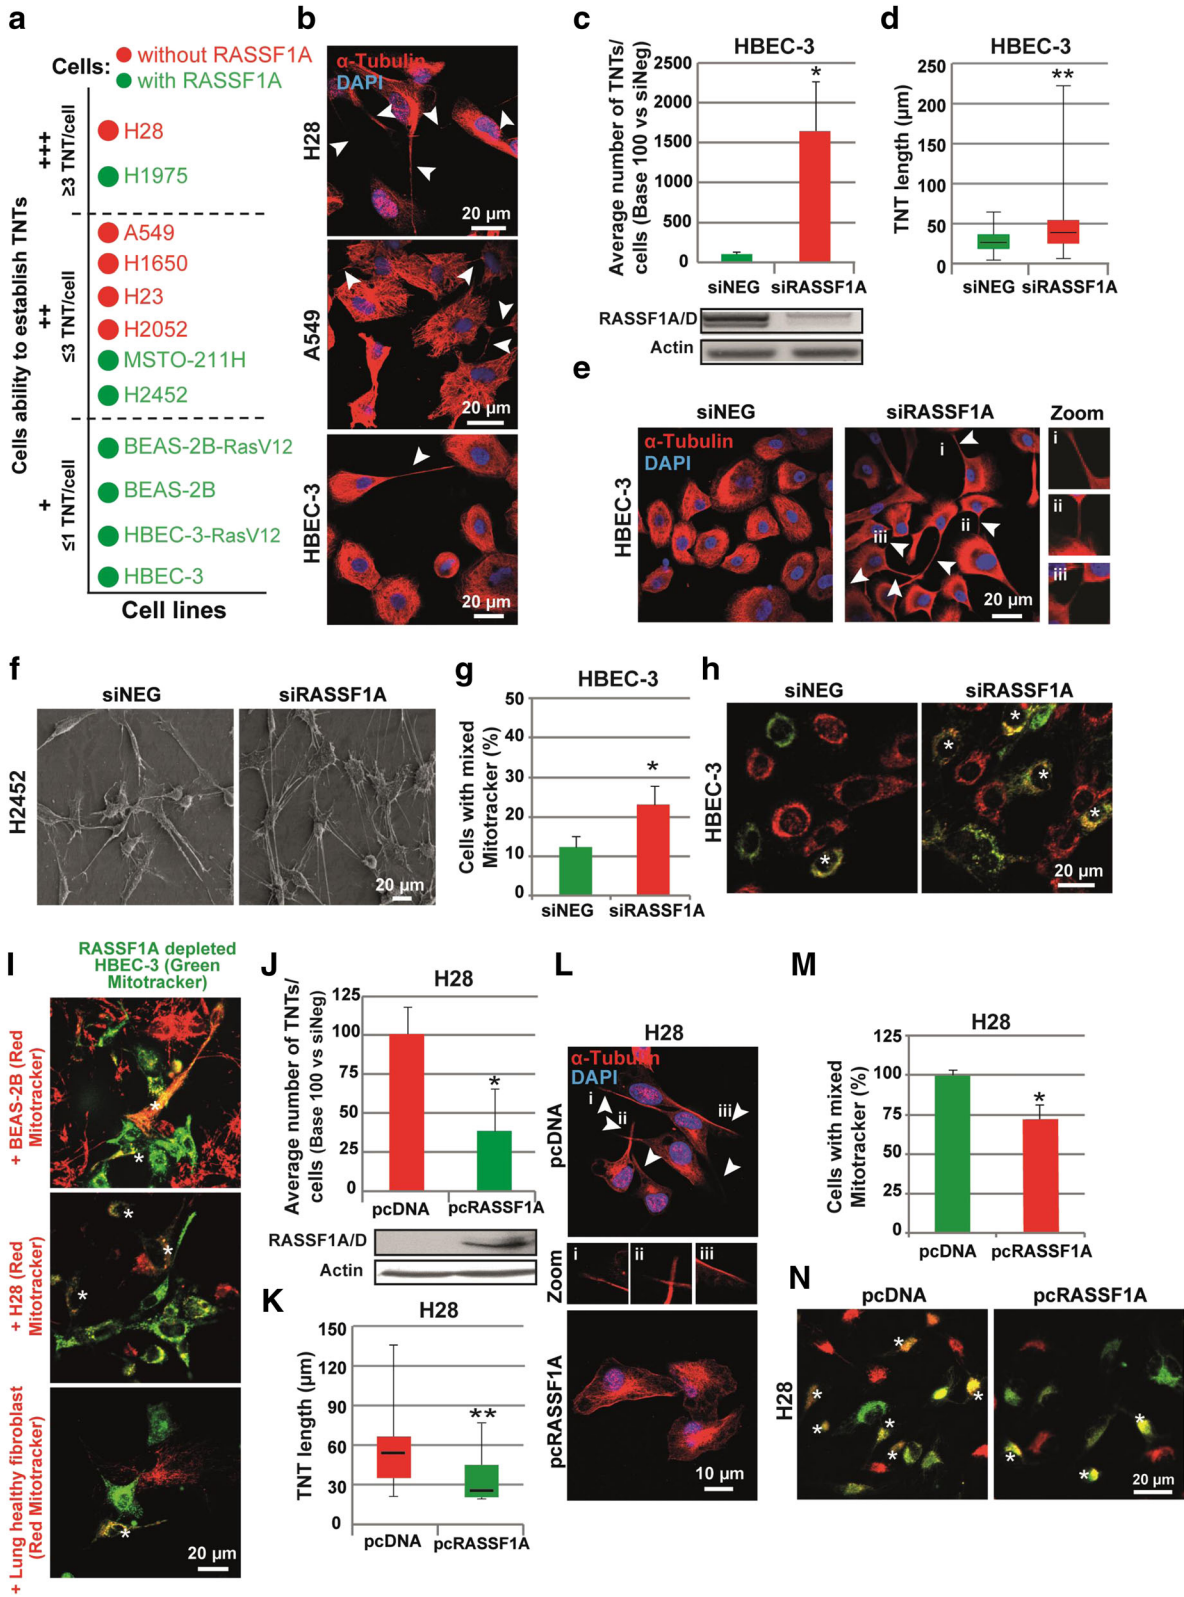 a
Cells:
without RASSF1A
with RASSF1A
Cells ability to establish TNTs
+++
≥3 TNT/cell
H28
H1975
++
≤3 TNT/cell
A549
H1650
H23
H2052
MSTO-211H
H2452
+
≤1 TNT/cell
BEAS-2B-RasV12
BEAS-2B
HBEC-3-RasV12
HBEC-3
Cell lines
b
α-Tubulin
DAPI
H28
20 µm
A549
20 µm
HBEC-3
20 µm
c
HBEC-3
Average number of TNTs/
cells (Base 100 vs siNeg)
2500
2000
1500
1000
500
0
*
siNEG
siRASSF1A
RASSF1A/D
Actin
d
HBEC-3
TNT length (µm)
250
200
150
100
50
0
**
siNEG
siRASSF1A
e
siNEG
siRASSF1A
Zoom
HBEC-3
α-Tubulin
DAPI
i
ii
iii
20 µm
i
ii
iii
f
siNEG
siRASSF1A
H2452
20 µm
g
HBEC-3
Cells with mixed
Mitotracker (%)
50
40
30
20
10
0
*
siNEG
siRASSF1A
h
siNEG
siRASSF1A
HBEC-3
*
*
*
*
*
20 µm
I
RASSF1A depleted
HBEC-3 (Green
Mitotracker)
+ BEAS-2B (Red
Mitotracker)
*
*
+ H28 (Red
Mitotracker)
*
*
*
+ Lung healthy fibroblast
(Red Mitotracker)
*
20 µm
J
H28
Average number of TNTs/
cells (Base 100 vs siNeg)
125
100
75
50
25
0
*
pcDNA
pcRASSF1A
RASSF1A/D
Actin
K
H28
TNT length (µm)
150
120
90
60
30
0
**
pcDNA
pcRASSF1A
L
H28
α-Tubulin
DAPI
pcDNA
i
ii
iii
Zoom
i
ii
iii
pcRASSF1A
10 µm
M
H28
Cells with mixed
Mitotracker (%)
125
100
75
50
25
0
*
pcDNA
pcRASSF1A
N
pcDNA
pcRASSF1A
H28
*
*
*
*
*
*
*
*
*
20 µm